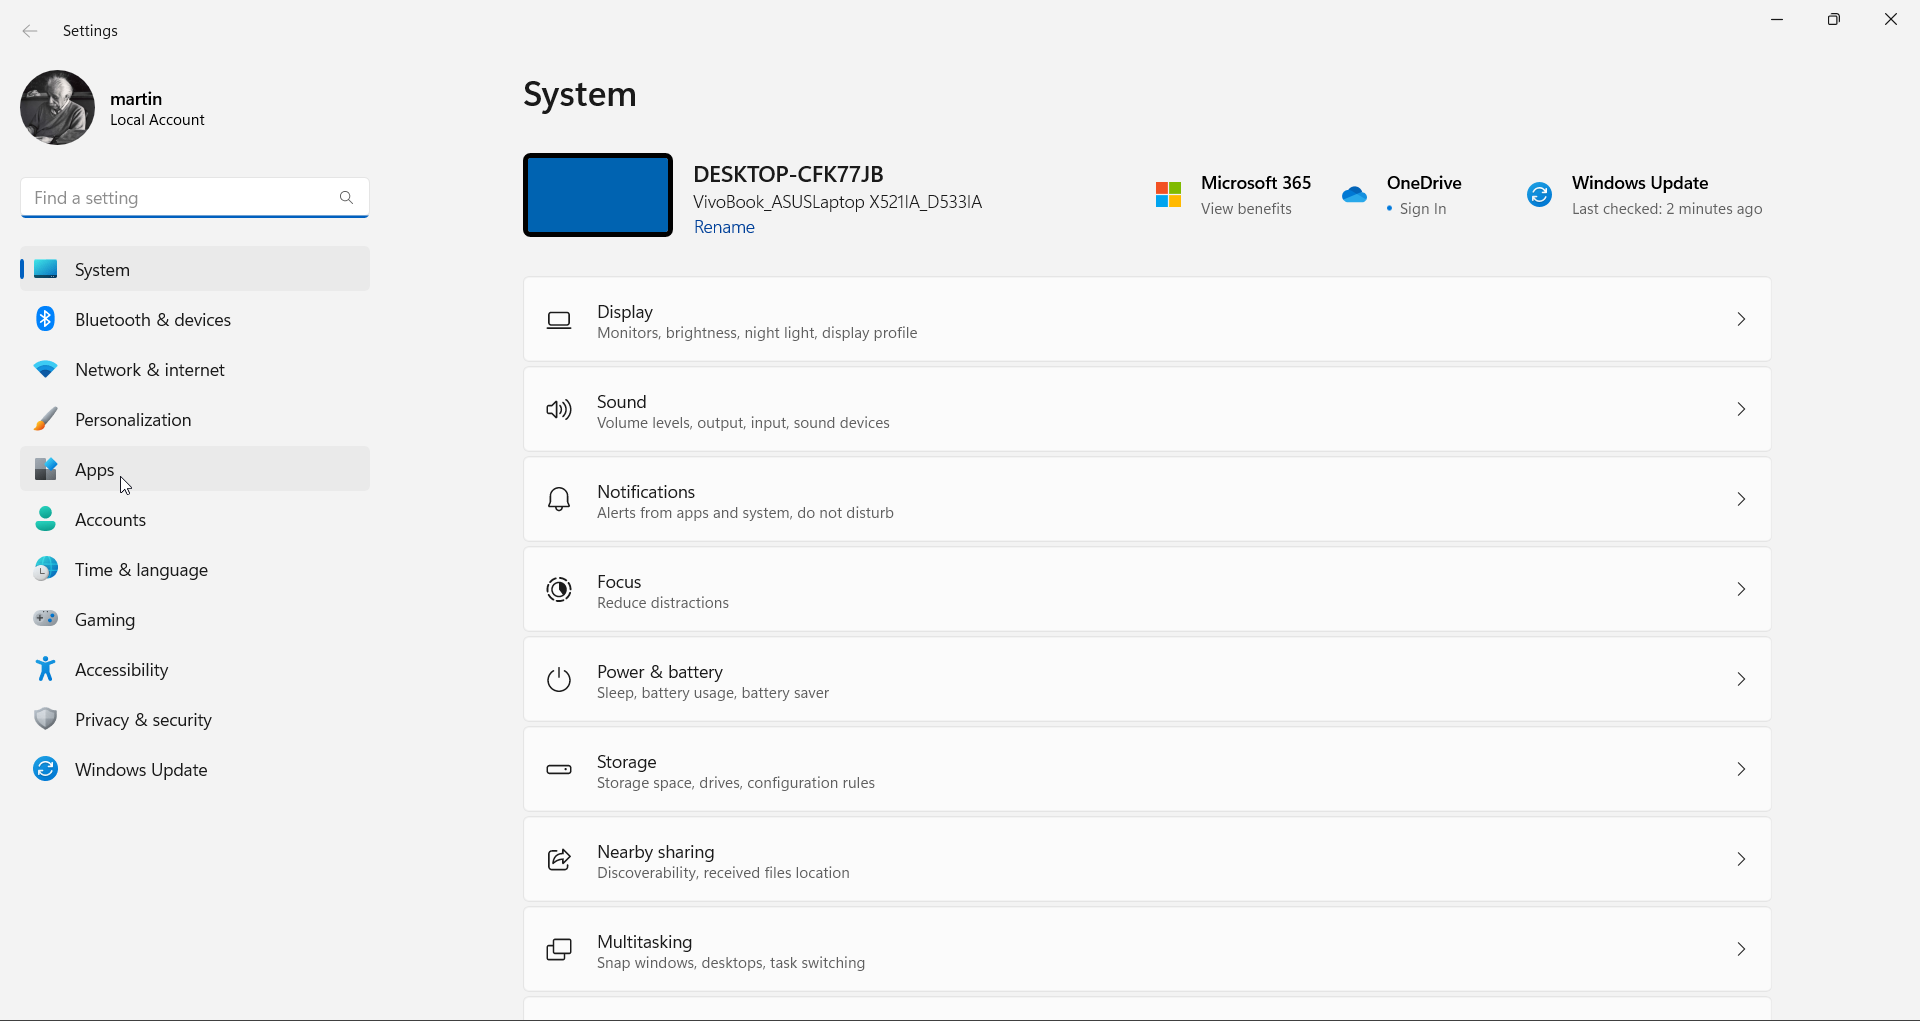 Settings
martin
Local Account
Find a setting
System
Bluetooth & devices
Network & internet
Personalization
Apps
Accounts
Time & language
Gaming
Accessibility
Privacy & security
Windows Update
System
DESKTOP-CFK77JB
VivoBook_ASUSLaptop X521IA_D533IA
Rename
Microsoft 365
View benefits
OneDrive
• Sign In
Windows Update
Last checked: 2 minutes ago
Display
Monitors, brightness, night light, display profile
Sound
Volume levels, output, input, sound devices
Notifications
Alerts from apps and system, do not disturb
Focus
Reduce distractions
Power & battery
Sleep, battery usage, battery saver
Storage
Storage space, drives, configuration rules
Nearby sharing
Discoverability, received files location
Multitasking
Snap windows, desktops, task switching